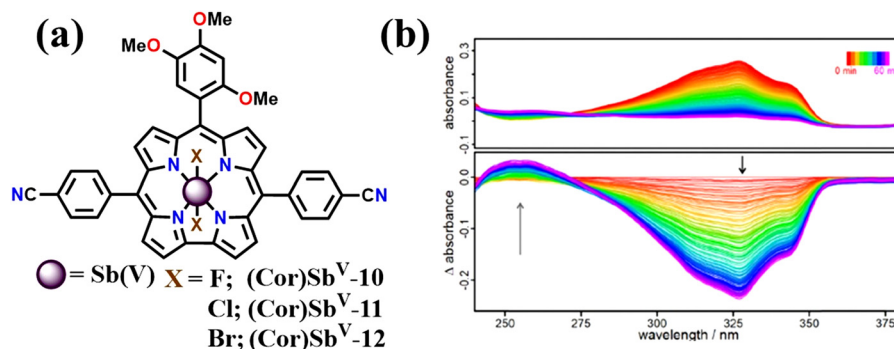 (a)
OMe
MeO
MeO
OMe
X
N
N
NC
CN
N
N
X
= Sb(V) X = F; (Cor)Sbⱽ-10
Cl; (Cor)Sbⱽ-11
Br; (Cor)Sbⱽ-12
(b)
absorbance
0.3
0.1
-0.1
0 min
60 m
Δ absorbance
0.0
-0.1
-0.2
250
275
300
325
350
375
wavelength / nm